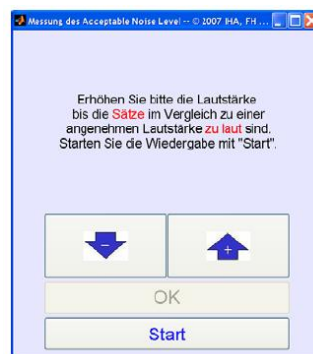 Messung des Acceptable Noise Level -- © 2007 IHA, FH ...
Erhöhen Sie bitte die Lautstärke
bis die Sätze im Vergleich zu einer
angenehmen Lautstärke zu laut sind.
Starten Sie die Wiedergabe mit "Start".
− +
OK
Start